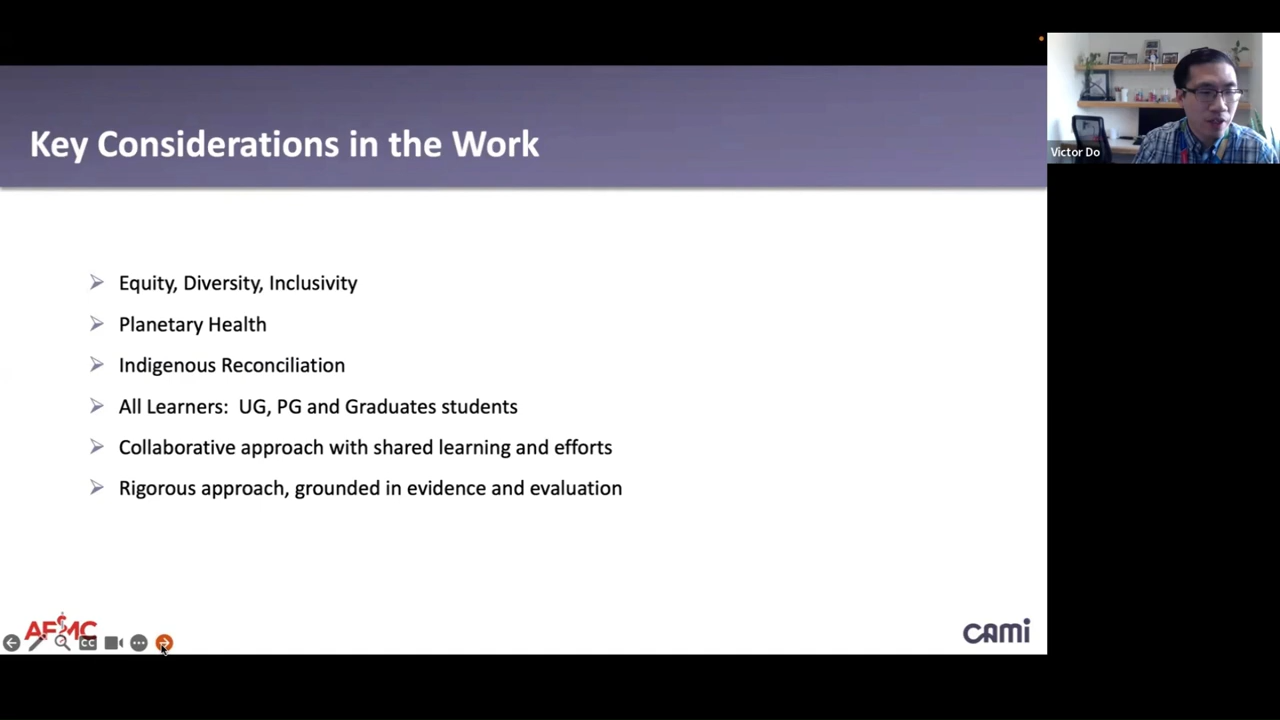 Key Considerations in the Work
Victor Do
Equity, Diversity, Inclusivity
Planetary Health
Indigenous Reconciliation
All Learners:  UG, PG and Graduates students
Collaborative approach with shared learning and efforts
Rigorous approach, grounded in evidence and evaluation
AFMC
CC
CAMi